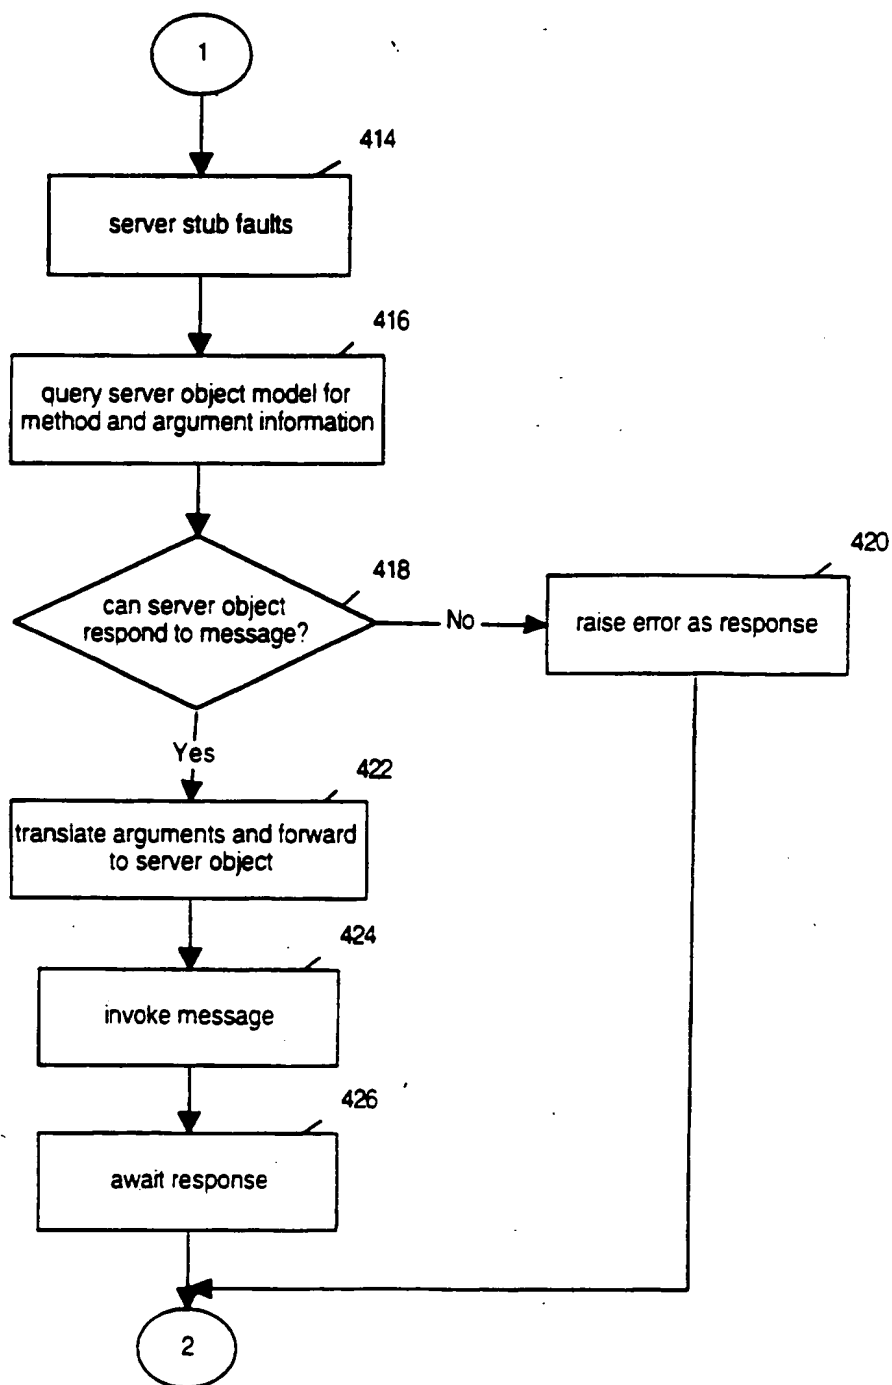 1
414
server stub faults
416
query server object model for
method and argument information
418
can server object
respond to message?
No
420
raise error as response
Yes
422
translate arguments and forward
to server object
424
invoke message
426
await response
2